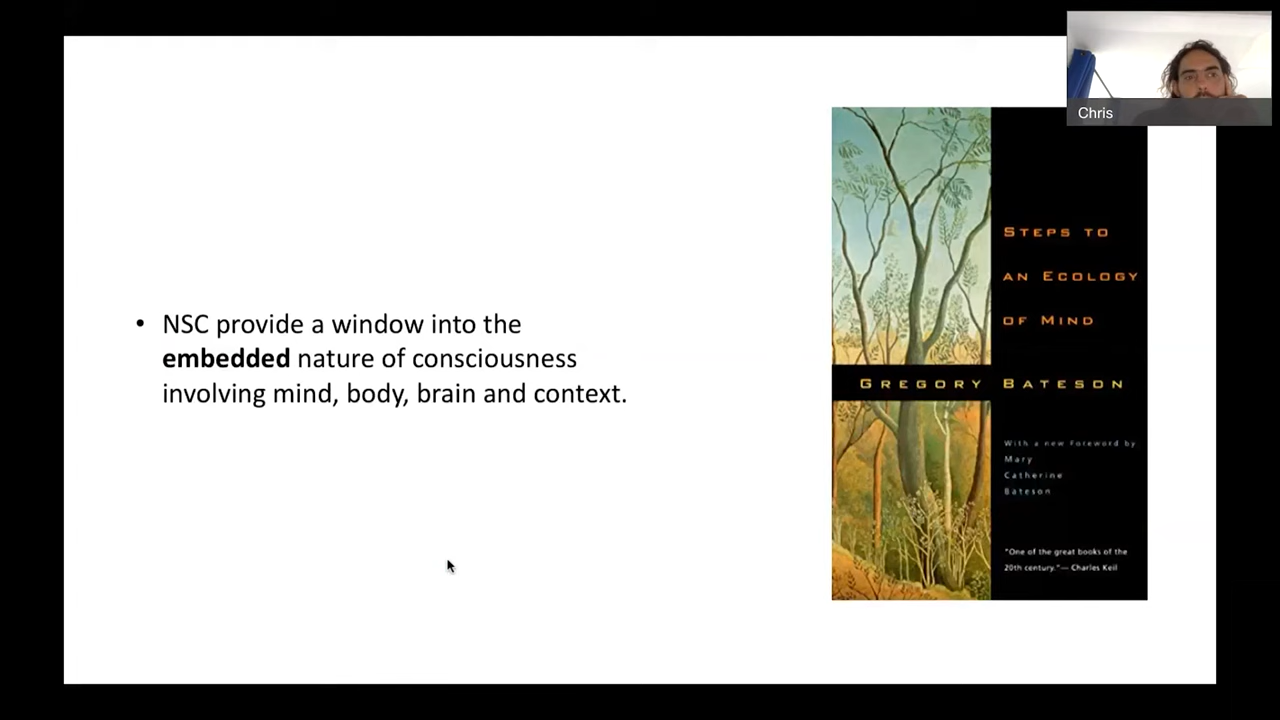 Chris
• NSC provide a window into the
embedded nature of consciousness
involving mind, body, brain and context.
STEPS TO
AN ECOLOGY
OF MIND
GREGORY BATESON
With a new Foreword by
Mary
Catherine
Bateson
"One of the great books of the
20th century."— Charles Keil